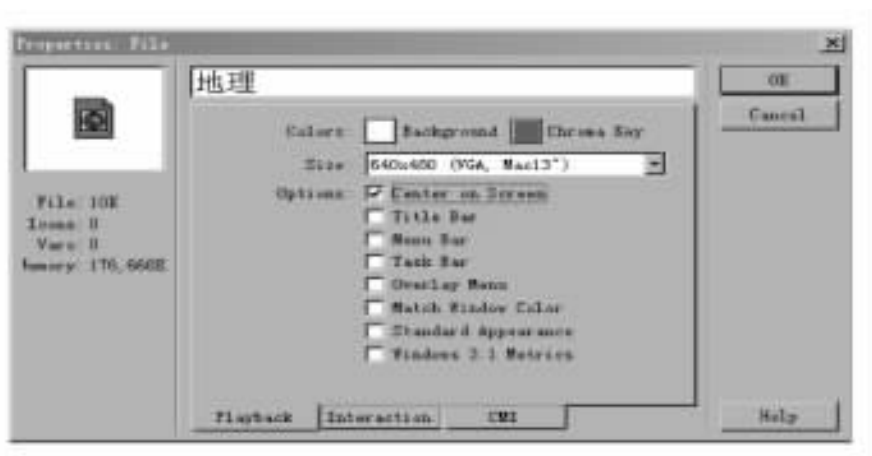 Properties: File
地理
OK
Cancel
Colors: Background Chroma Key
Size 640x480 (VGA, Mac13")
Options: Center on Screen
Title Bar
Menu Bar
Task Bar
Overlay Menu
Match Window Color
Standard Appearance
Windows 3.1 Metrics
File: 10K
Icons: 0
Vars: 0
Memory: 176,660K
Playback Interaction CMI
Help